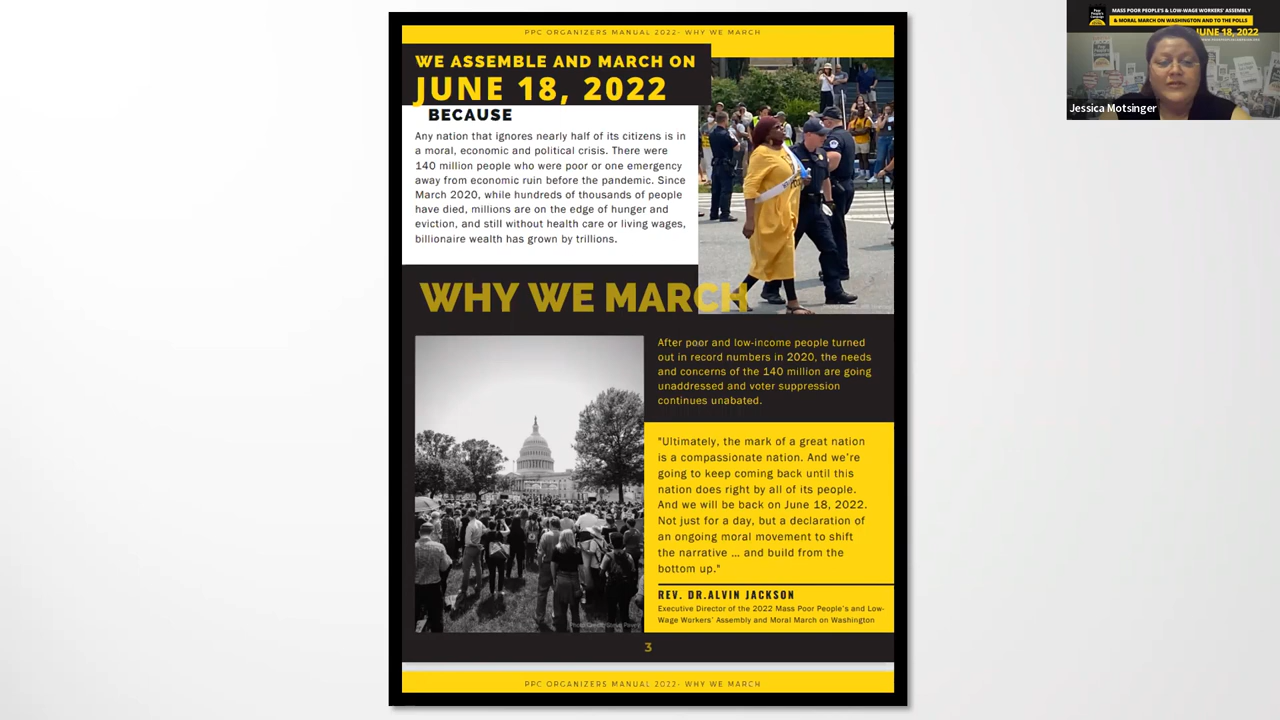 PPC ORGANIZERS MANUAL 2022- WHY WE MARCH
WE ASSEMBLE AND MARCH ON
JUNE 18, 2022
BECAUSE
Any nation that ignores nearly half of its citizens is in
a moral, economic and political crisis. There were
140 million people who were poor or one emergency
away from economic ruin before the pandemic. Since
March 2020, while hundreds of thousands of people
have died, millions are on the edge of hunger and
eviction, and still without health care or living wages,
billionaire wealth has grown by trillions.
WHY WE MARCH
After poor and low-income people turned
out in record numbers in 2020, the needs
and concerns of the 140 million are going
unaddressed and voter suppression
continues unabated.
"Ultimately, the mark of a great nation
is a compassionate nation. And we're
going to keep coming back until this
nation does right by all of its people.
And we will be back on June 18, 2022.
Not just for a day, but a declaration of
an ongoing moral movement to shift
the narrative ... and build from the
bottom up."
REV. DR.ALVIN JACKSON
Executive Director of the 2022 Mass Poor People's and Low-
Wage Workers' Assembly and Moral March on Washington
3
PPC ORGANIZERS MANUAL 2022- WHY WE MARCH
MASS POOR PEOPLE'S & LOW-WAGE WORKERS' ASSEMBLY
& MORAL MARCH ON WASHINGTON AND TO THE POLLS
JUNE 18, 2022
Jessica Motsinger